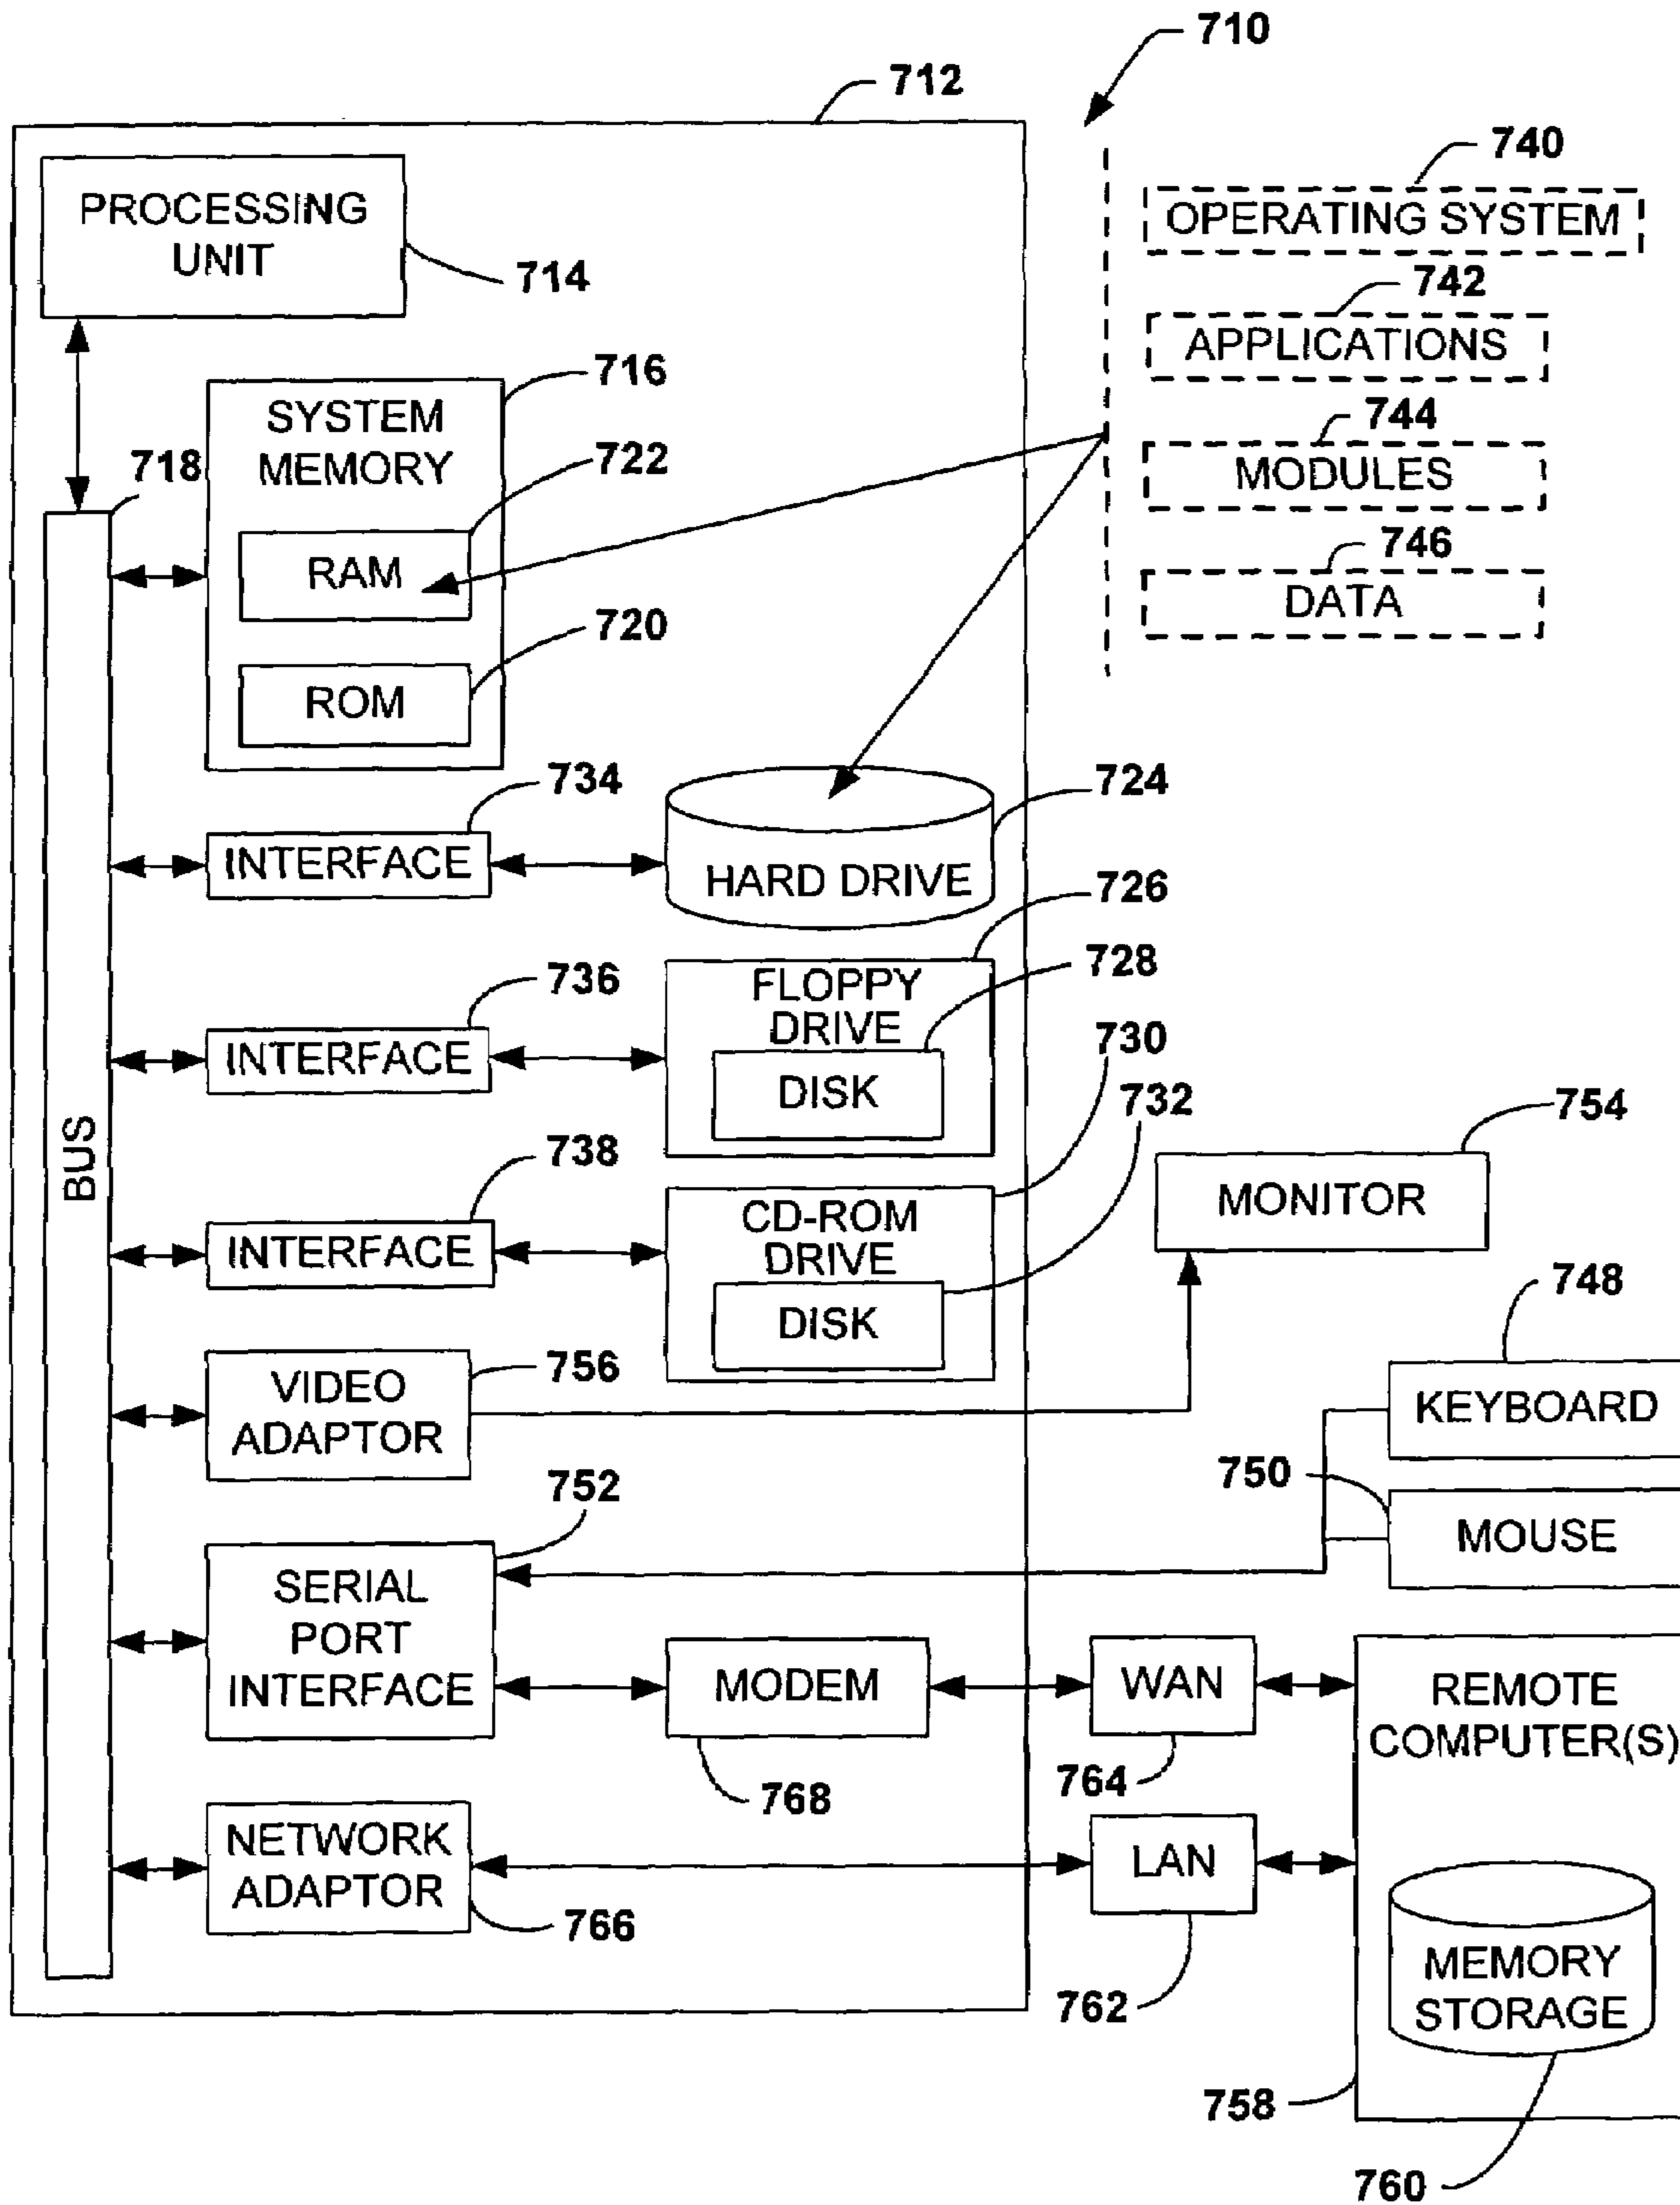 710
712
740
PROCESSING
UNIT
714
OPERATING SYSTEM
742
APPLICATIONS
716
SYSTEM
MEMORY
744
MODULES
718
722
RAM
746
DATA
720
ROM
734
INTERFACE
724
HARD DRIVE
726
736
INTERFACE
FLOPPY
DRIVE
728
DISK
730
732
BUS
738
INTERFACE
CD-ROM
DRIVE
DISK
754
MONITOR
748
KEYBOARD
756
VIDEO
ADAPTOR
750
MOUSE
752
SERIAL
PORT
INTERFACE
MODEM
768
WAN
764
REMOTE
COMPUTER(S)
NETWORK
ADAPTOR
766
LAN
762
MEMORY
STORAGE
758
760